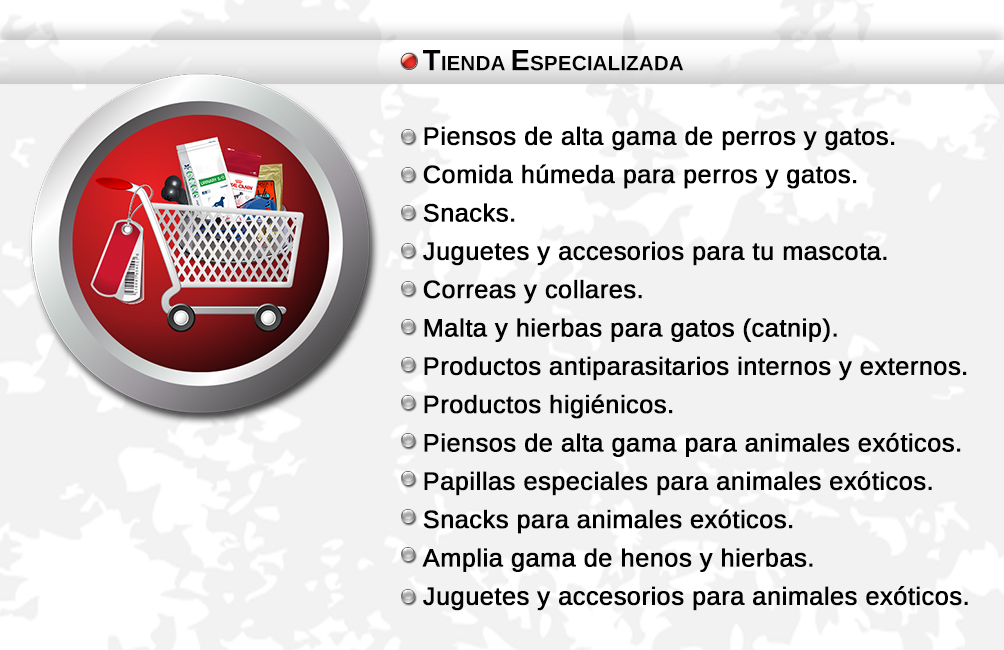 Tienda Especializada
Piensos de alta gama de perros y gatos.
Comida húmeda para perros y gatos.
Snacks.
Juguetes y accesorios para tu mascota.
Correas y collares.
Malta y hierbas para gatos (catnip).
Productos antiparasitarios internos y externos.
Productos higiénicos.
Piensos de alta gama para animales exóticos.
Papillas especiales para animales exóticos.
Snacks para animales exóticos.
Amplia gama de henos y hierbas.
Juguetes y accesorios para animales exóticos.